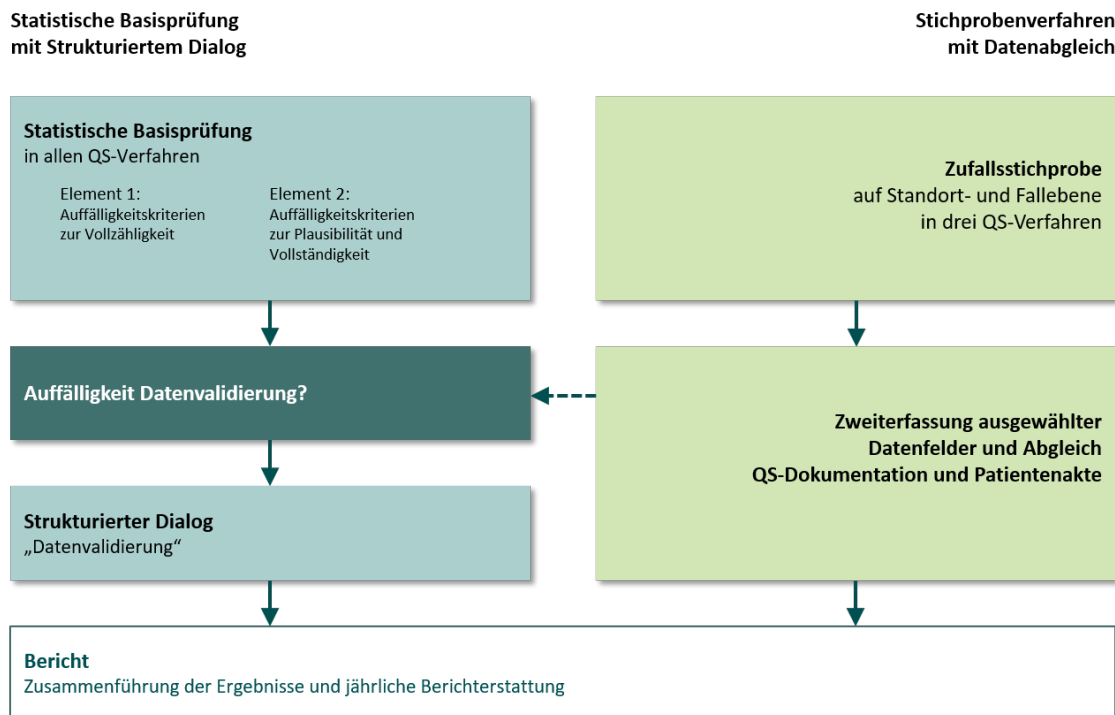 Statistische Basisprüfung
mit Strukturiertem Dialog
Stichprobenverfahren
mit Datenabgleich
Statistische Basisprüfung
in allen QS-Verfahren
Element 1:
Auffälligkeitskriterien
zur Vollzähligkeit
Element 2:
Auffälligkeitskriterien
zur Plausibilität und
Vollständigkeit
Zufallsstichprobe
auf Standort- und Fallebene
in drei QS-Verfahren
Auffälligkeit Datenvalidierung?
Zweiterfassung ausgewählter
Datenfelder und Abgleich
QS-Dokumentation und Patientenakte
Strukturierter Dialog
„Datenvalidierung“
Bericht
Zusammenführung der Ergebnisse und jährliche Berichterstattung